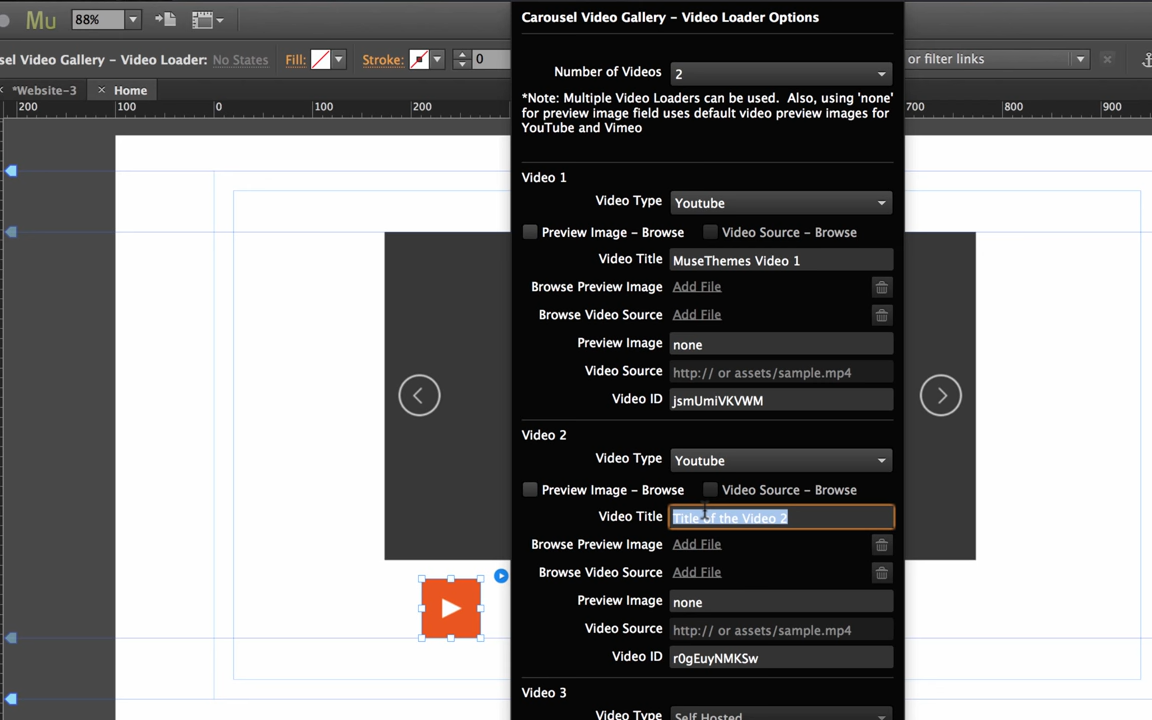 Mu
88%
Carousel Video Gallery – Video Loader Options
sel Video Gallery – Video Loader: No States
Fill:
Stroke:
0
or filter links
*Website-3
Home
200 100 0 100 200 700 800 900
Number of Videos 2
*Note: Multiple Video Loaders can be used. Also, using 'none'
for preview image field uses default video preview images for
YouTube and Vimeo
Video 1
Video Type Youtube
Preview Image – Browse Video Source – Browse
Video Title MuseThemes Video 1
Browse Preview Image Add File
Browse Video Source Add File
Preview Image none
Video Source http:// or assets/sample.mp4
Video ID jsmUmiVKVWM
Video 2
Video Type Youtube
Preview Image – Browse Video Source – Browse
Video Title Title of the Video 2
Browse Preview Image Add File
Browse Video Source Add File
Preview Image none
Video Source http:// or assets/sample.mp4
Video ID r0gEuyNMKSw
Video 3
Video Type Self Hosted